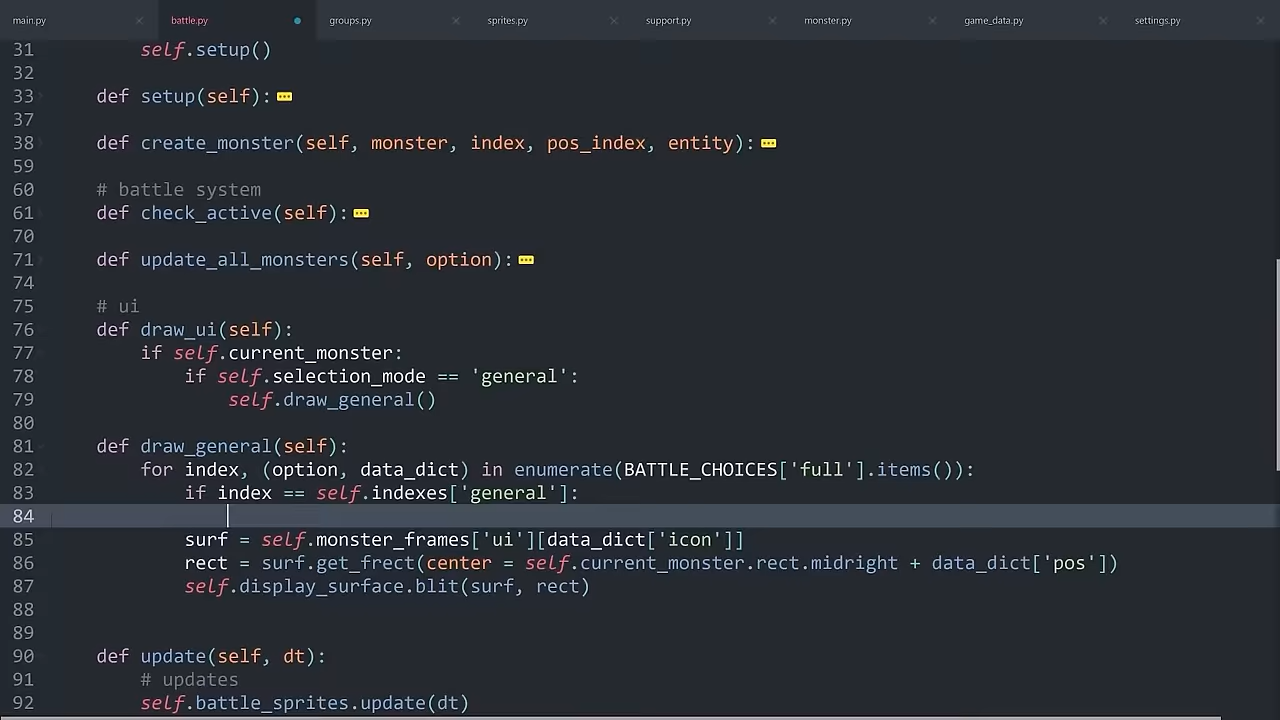 main.py battle.py groups.py sprites.py support.py monster.py game_data.py settings.py
31 self.setup()
32
33 def setup(self):
37
38 def create_monster(self, monster, index, pos_index, entity):
59
60 # battle system
61 def check_active(self):
70
71 def update_all_monsters(self, option):
74
75 # ui
76 def draw_ui(self):
77 if self.current_monster:
78 if self.selection_mode == 'general':
79 self.draw_general()
80
81 def draw_general(self):
82 for index, (option, data_dict) in enumerate(BATTLE_CHOICES['full'].items()):
83 if index == self.indexes['general']:
84
85 surf = self.monster_frames['ui'][data_dict['icon']]
86 rect = surf.get_frect(center = self.current_monster.rect.midright + data_dict['pos'])
87 self.display_surface.blit(surf, rect)
88
89
90 def update(self, dt):
91 # updates
92 self.battle_sprites.update(dt)